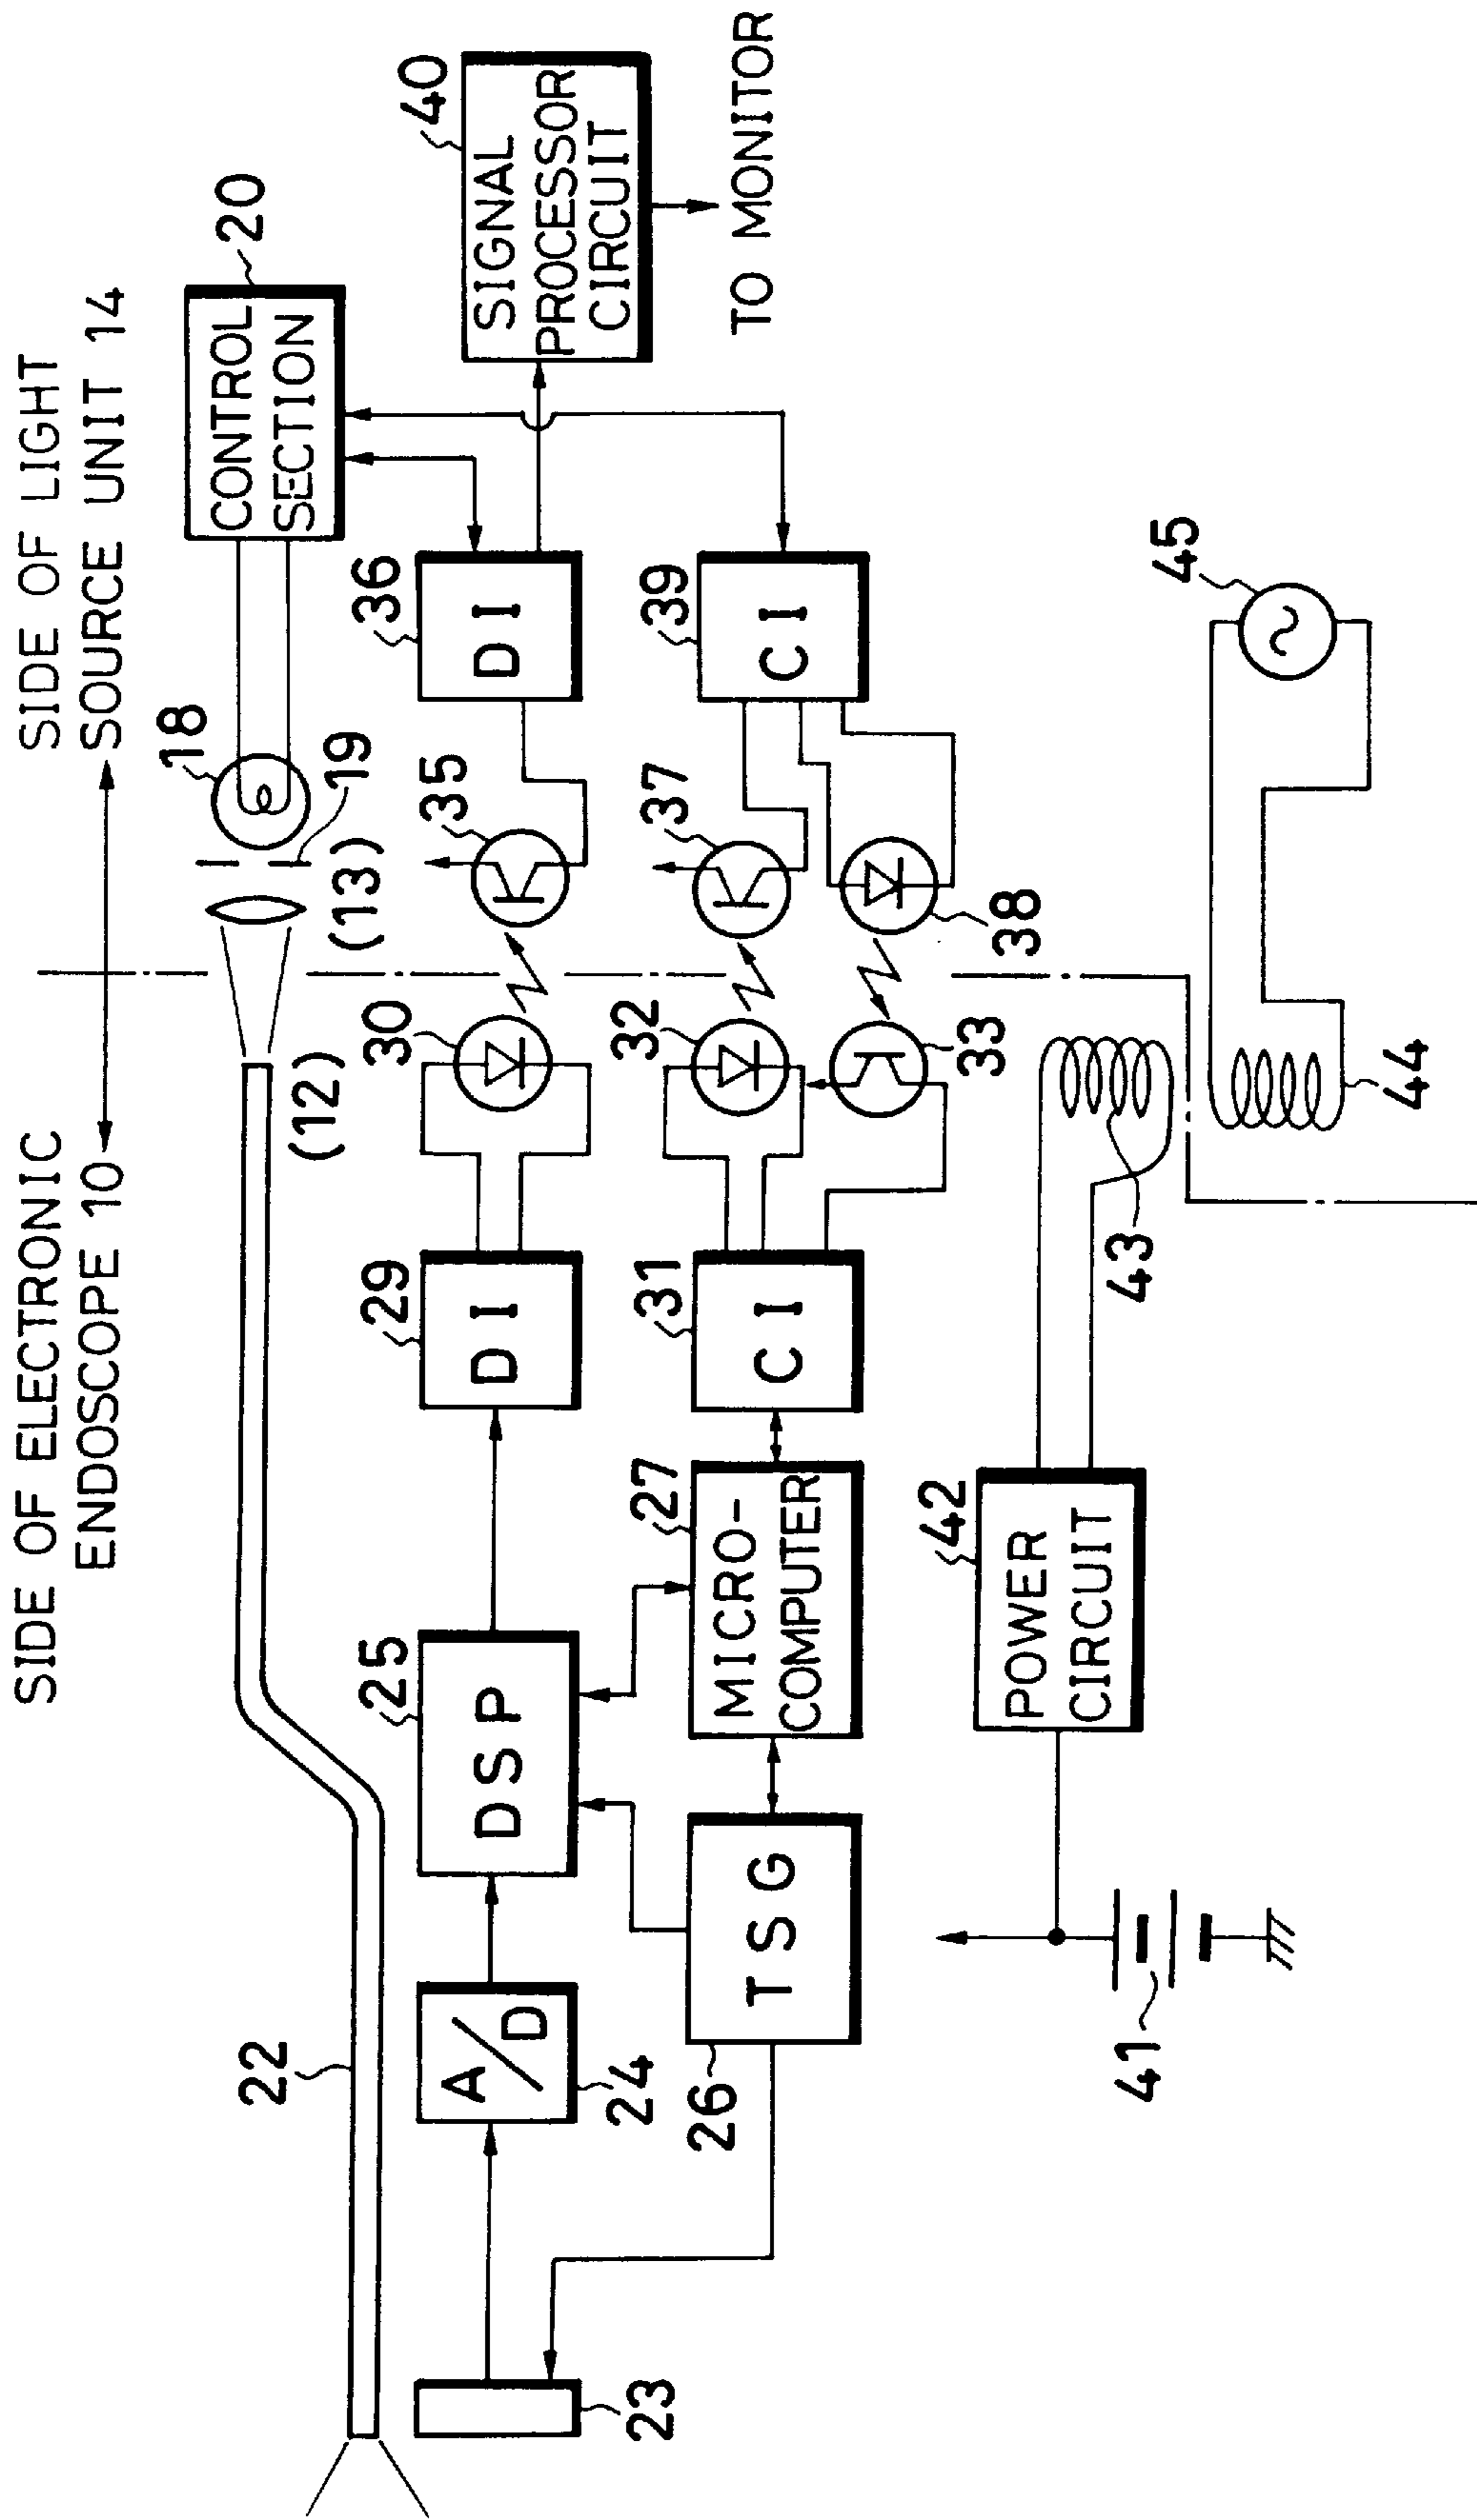 SIDE OF ELECTRONIC
ENDOSCOPE 10
SIDE OF LIGHT
SOURCE UNIT 14
22
(12)
(13)
18
19
CONTROL
SECTION
20
23
A/D
24
DSP
25
DI
29
30
35
DI
36
SIGNAL
PROCESSOR
CIRCUIT
40
TO MONITOR
TSG
26
MICRO-
COMPUTER
27
CI
31
32
33
37
38
CI
39
41
POWER
CIRCUIT
42
43
44
45